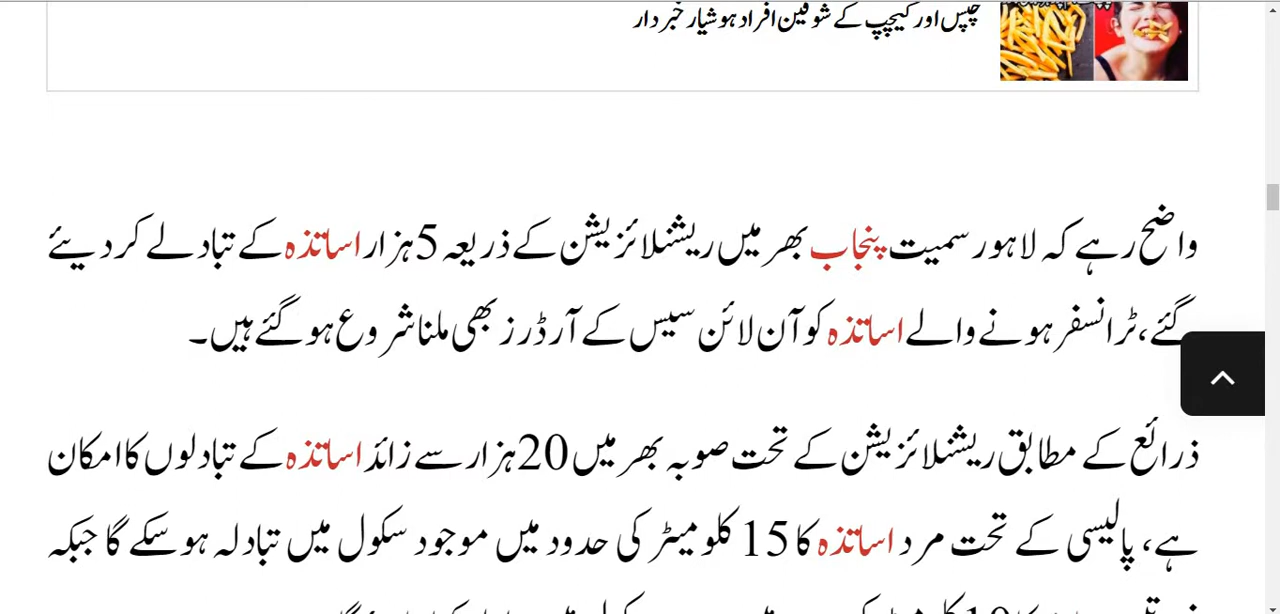 چپس اور کیچپ کے شوقین افراد ہوشیار خبردار
واضح رہے کہ لاہور سمیت پنجاب بھر میں ریشنلائزیشن کے ذریعہ 5ہزار اساتذہ کے تبادلے کر دیئے
گئے، ٹرانسفر ہونے والے اساتذہ کو آن لائن سیس کے آرڈرز بھی ملنا شروع ہو گئے ہیں۔
ذرائع کے مطابق ریشنلائزیشن کے تحت صوبہ بھر میں 20ہزار سے زائد اساتذہ کے تبادلوں کا امکان
ہے، پالیسی کے تحت مرد اساتذہ کا 15 کلومیٹر کی حدود میں موجود سکول میں تبادلہ ہو سکے گا جبکہ